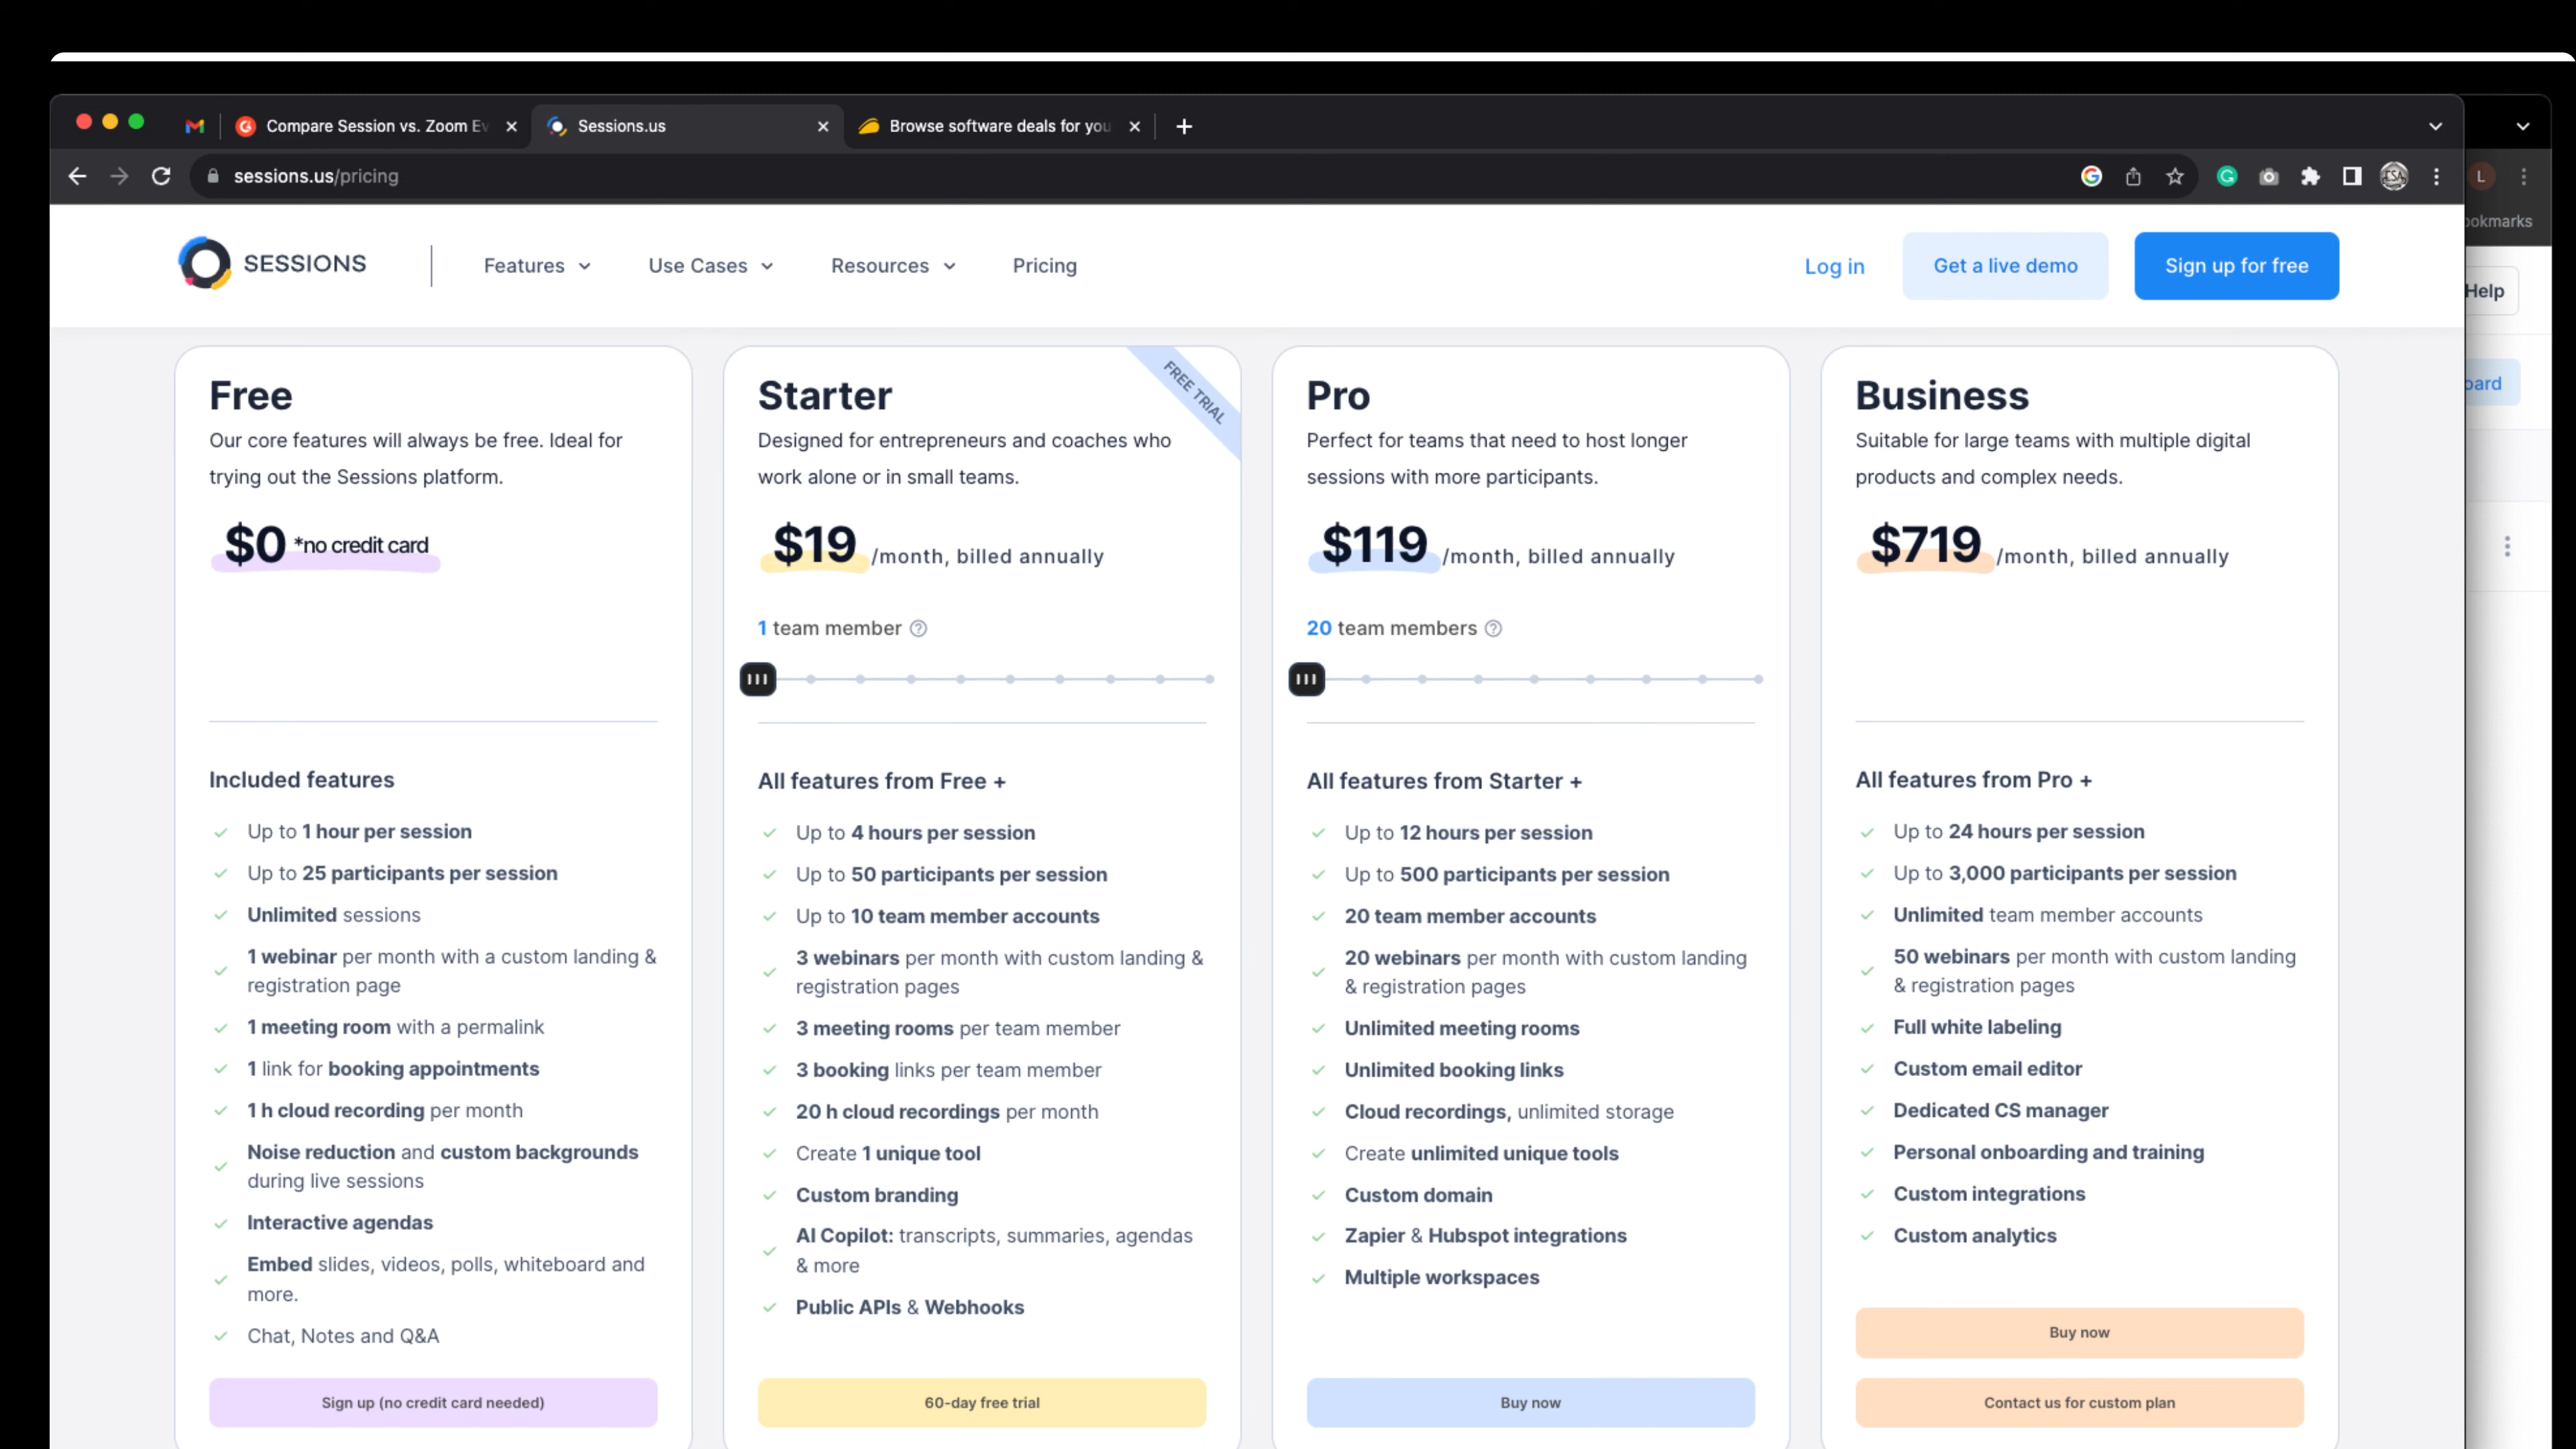 Compare Session vs. Zoom Ev
Sessions.us
Browse software deals for you
sessions.us/pricing
L
ookmarks
SESSIONS
Features
Use Cases
Resources
Pricing
Log in
Get a live demo
Sign up for free
Help
oard
Free
Our core features will always be free. Ideal for
trying out the Sessions platform.
$0 *no credit card
Included features
Up to 1 hour per session
Up to 25 participants per session
Unlimited sessions
1 webinar per month with a custom landing &
registration page
1 meeting room with a permalink
1 link for booking appointments
1 h cloud recording per month
Noise reduction and custom backgrounds
during live sessions
Interactive agendas
Embed slides, videos, polls, whiteboard and
more.
Chat, Notes and Q&A
Sign up (no credit card needed)
Starter
FREE TRIAL
Designed for entrepreneurs and coaches who
work alone or in small teams.
$19 /month, billed annually
1 team member
All features from Free +
Up to 4 hours per session
Up to 50 participants per session
Up to 10 team member accounts
3 webinars per month with custom landing &
registration pages
3 meeting rooms per team member
3 booking links per team member
20 h cloud recordings per month
Create 1 unique tool
Custom branding
AI Copilot: transcripts, summaries, agendas
& more
Public APIs & Webhooks
60-day free trial
Pro
Perfect for teams that need to host longer
sessions with more participants.
$119 /month, billed annually
20 team members
All features from Starter +
Up to 12 hours per session
Up to 500 participants per session
20 team member accounts
20 webinars per month with custom landing
& registration pages
Unlimited meeting rooms
Unlimited booking links
Cloud recordings, unlimited storage
Create unlimited unique tools
Custom domain
Zapier & Hubspot integrations
Multiple workspaces
Buy now
Business
Suitable for large teams with multiple digital
products and complex needs.
$719 /month, billed annually
All features from Pro +
Up to 24 hours per session
Up to 3,000 participants per session
Unlimited team member accounts
50 webinars per month with custom landing
& registration pages
Full white labeling
Custom email editor
Dedicated CS manager
Personal onboarding and training
Custom integrations
Custom analytics
Buy now
Contact us for custom plan